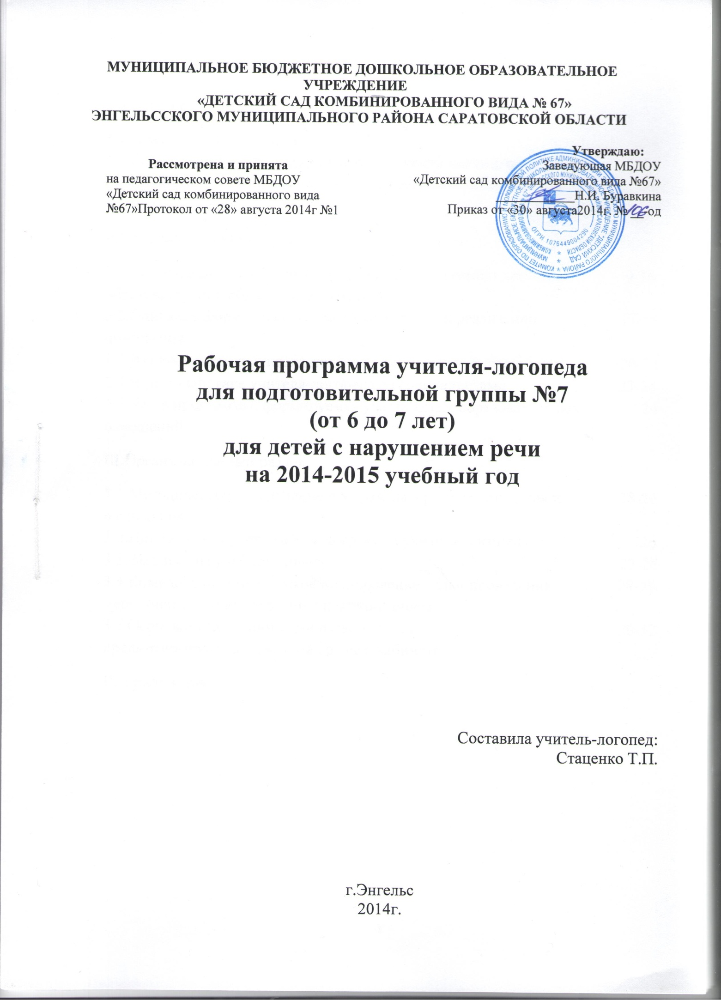 МУНИЦИПАЛЬНОЕ БЮДЖЕТНОЕ ДОШКОЛЬНОЕ ОБРАЗОВАТЕЛЬНОЕ
УЧРЕЖДЕНИЕ
«ДЕТСКИЙ САД КОМБИНИРОВАННОГО ВИДА № 67»
ЭНГЕЛЬССКОГО МУНИЦИПАЛЬНОГО РАЙОНА САРАТОВСКОЙ ОБЛАСТИ
Рассмотрена и принята
на педагогическом совете МБДОУ
«Детский сад комбинированного вида
№67»Протокол от «28» августа 2014г №1
Утверждаю:
Заведующая МБДОУ
«Детский сад комбинированного вида №67»
Н.И. Буравкина
Приказ от «30» августа2014г. № 106-од
ОГРН 1076449004290
Рабочая программа учителя-логопеда
для подготовительной группы №7
(от 6 до 7 лет)
для детей с нарушением речи
на 2014-2015 учебный год
Составила учитель-логопед:
Стаценко Т.П.
г.Энгельс
2014г.